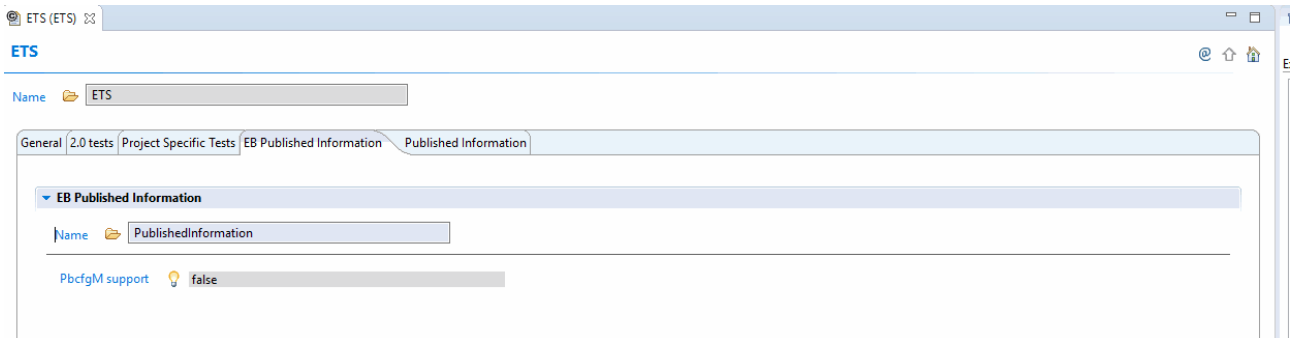 ETS (ETS)
ETS
Name ETS
General 2.0 tests Project Specific Tests EB Published Information Published Information
EB Published Information
Name PublishedInformation
PbcfgM support false